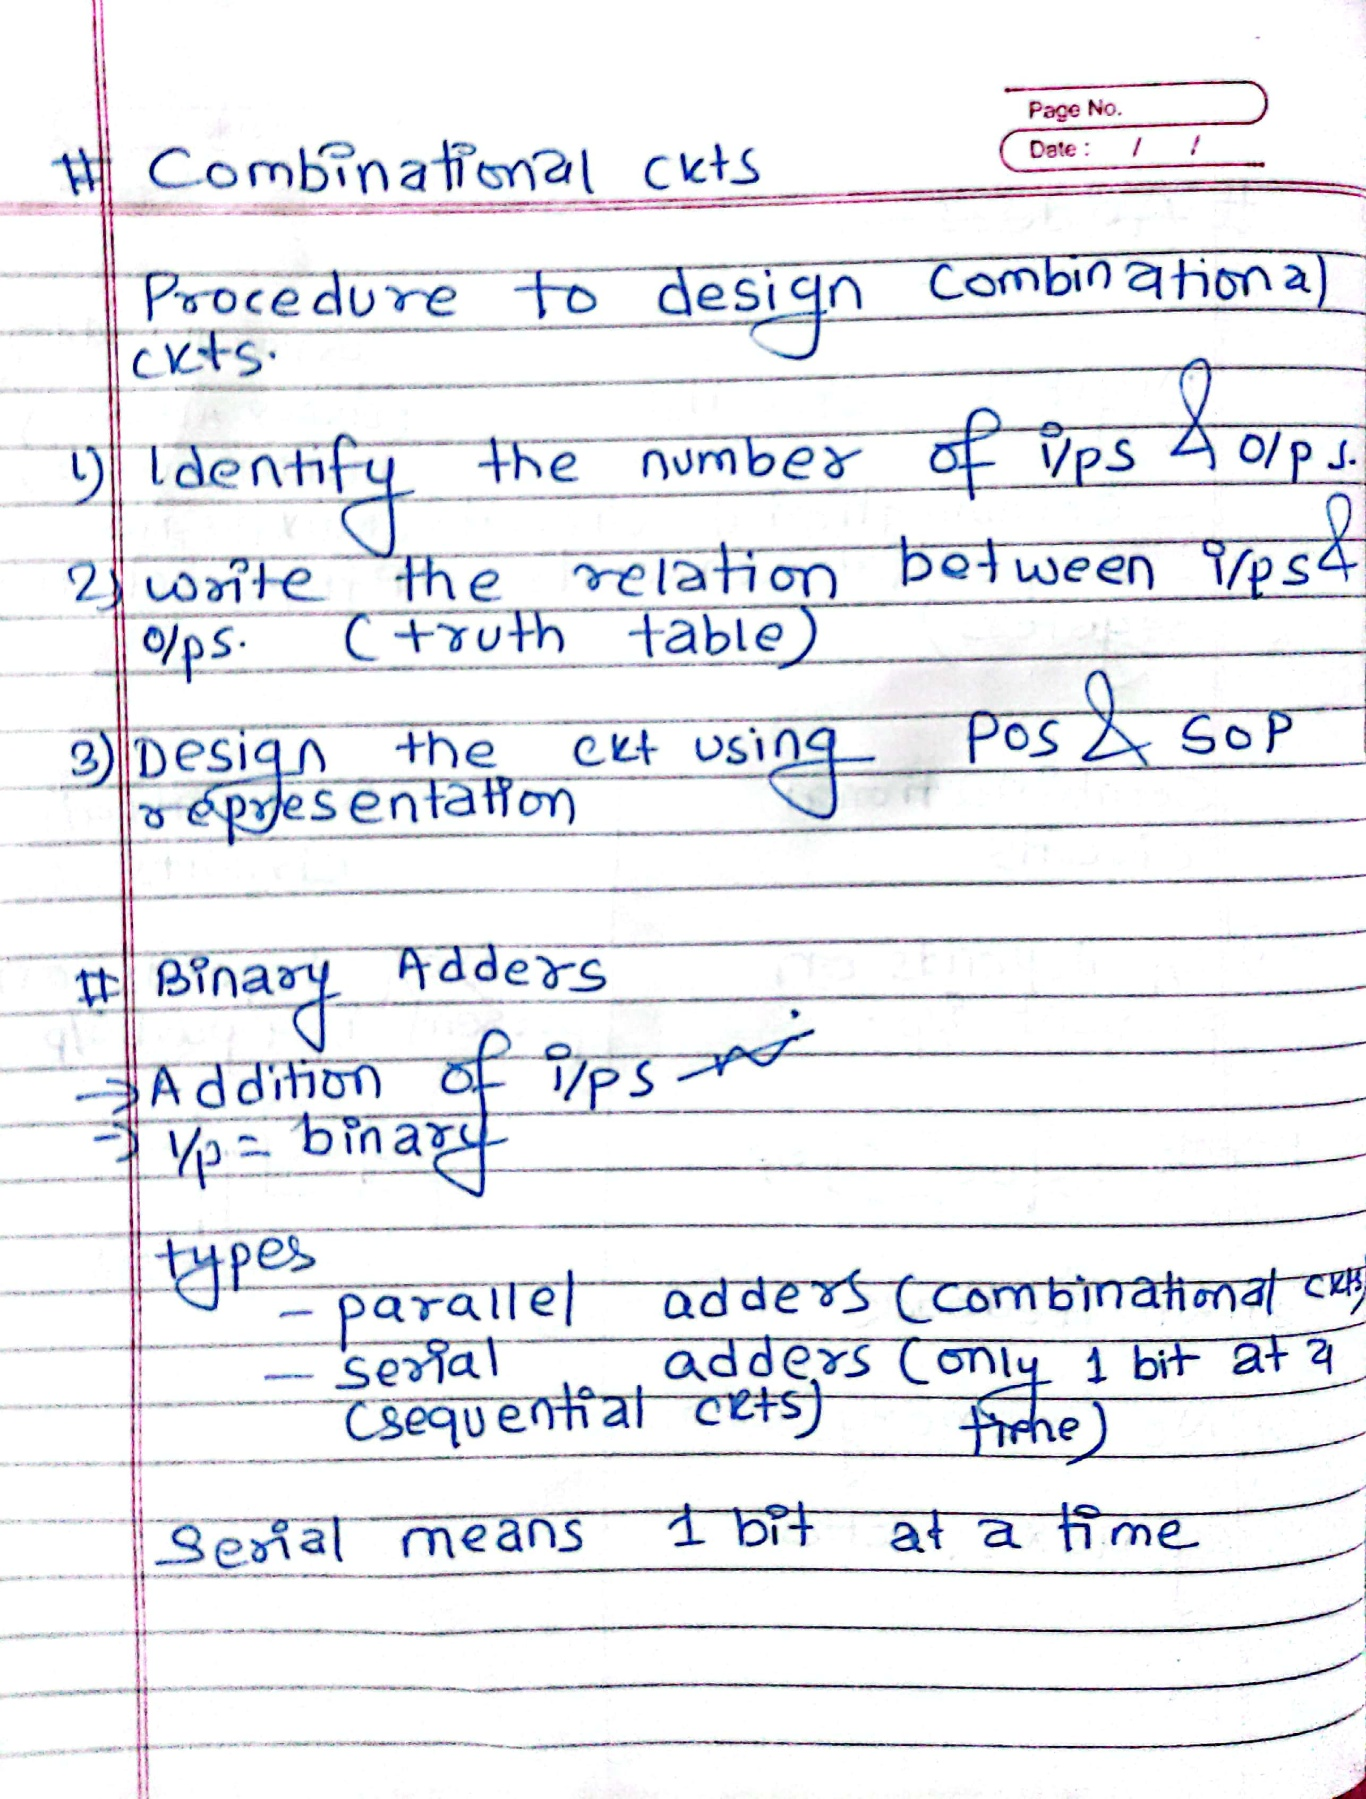 Page No.
Date : / /
# Combinational ckts
Procedure to design combinational
ckts.
1) Identify the number of i/ps & o/ps.
2) write the relation between i/ps &
o/ps. (truth table)
3) Design the ckt using POS & SOP
representation
# Binary Adders
→ Addition of i/ps
→ i/p = binary
types
- parallel adders (combinational ckts)
- serial adders (only 1 bit at a
(sequential ckts) time)
Serial means 1 bit at a time